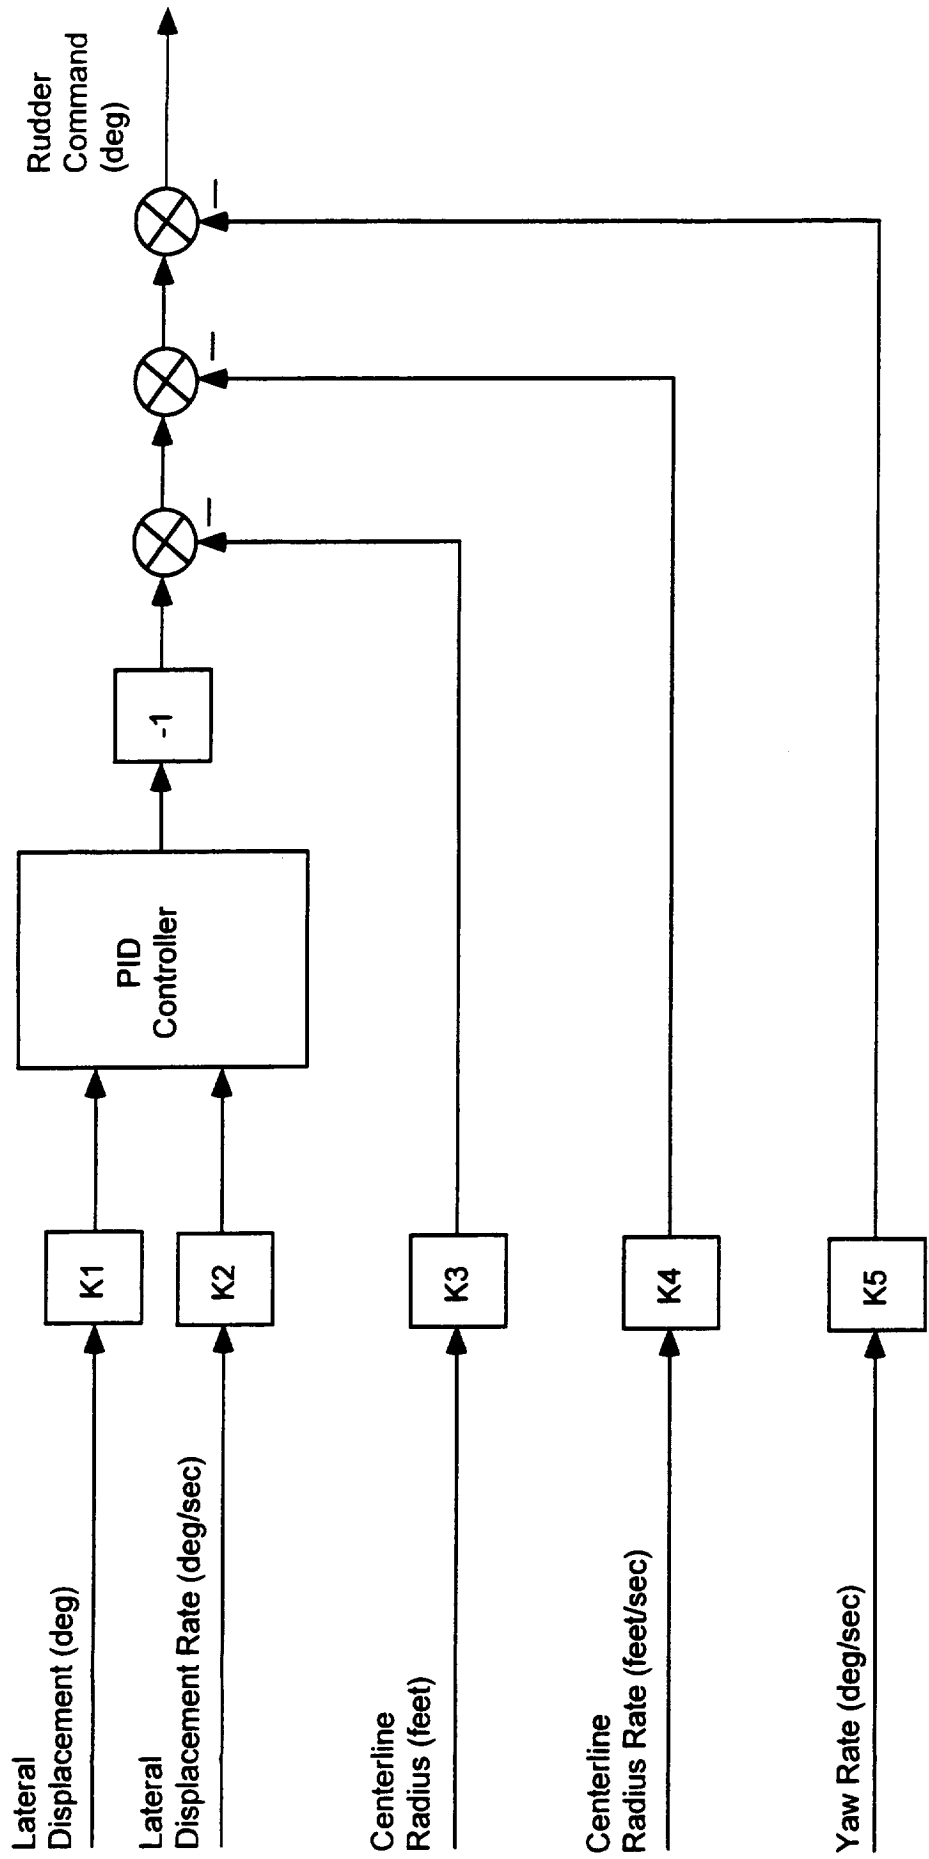 Lateral
Displacement (deg)
K1
Lateral
Displacement Rate (deg/sec)
K2
PID
Controller
-1
Rudder
Command
(deg)
Centerline
Radius (feet)
K3
Centerline
Radius Rate (feet/sec)
K4
Yaw Rate (deg/sec)
K5